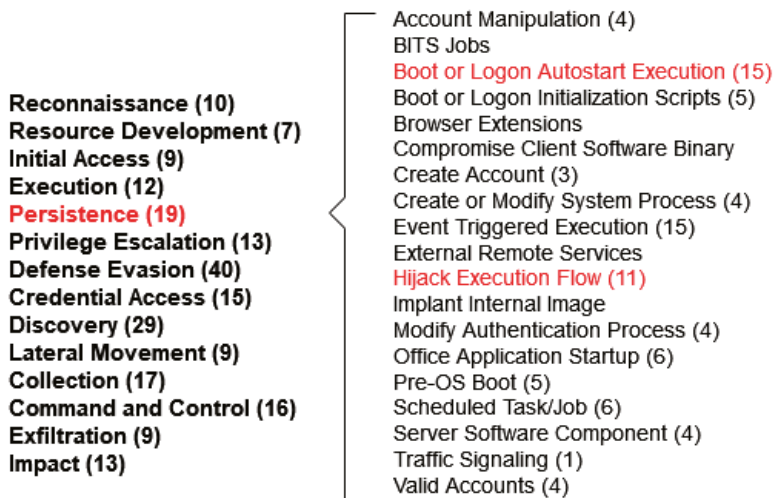 Reconnaissance (10)
Resource Development (7)
Initial Access (9)
Execution (12)
Persistence (19)
Privilege Escalation (13)
Defense Evasion (40)
Credential Access (15)
Discovery (29)
Lateral Movement (9)
Collection (17)
Command and Control (16)
Exfiltration (9)
Impact (13)
Account Manipulation (4)
BITS Jobs
Boot or Logon Autostart Execution (15)
Boot or Logon Initialization Scripts (5)
Browser Extensions
Compromise Client Software Binary
Create Account (3)
Create or Modify System Process (4)
Event Triggered Execution (15)
External Remote Services
Hijack Execution Flow (11)
Implant Internal Image
Modify Authentication Process (4)
Office Application Startup (6)
Pre-OS Boot (5)
Scheduled Task/Job (6)
Server Software Component (4)
Traffic Signaling (1)
Valid Accounts (4)